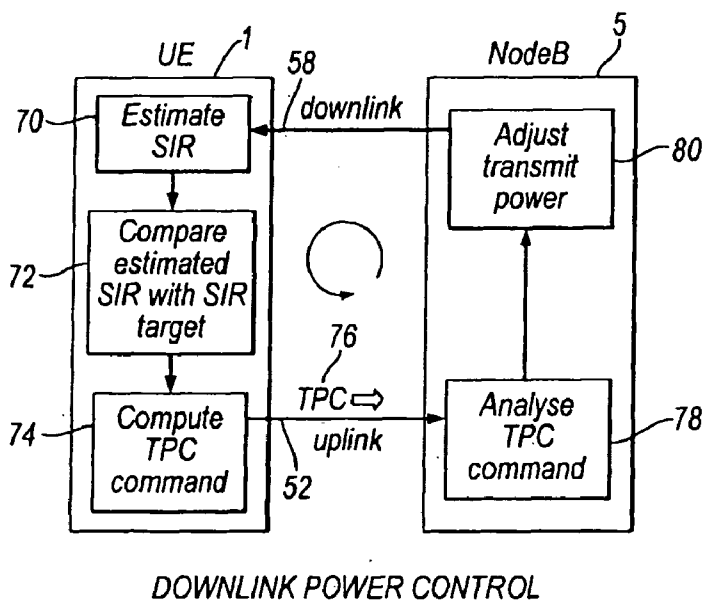 UE
1
NodeB
5
58
downlink
70
Estimate
SIR
Adjust
transmit
power
80
72
Compare
estimated
SIR with SIR
target
76
TPC
74
Compute
TPC
command
uplink
52
Analyse
TPC
command
78
DOWNLINK POWER CONTROL